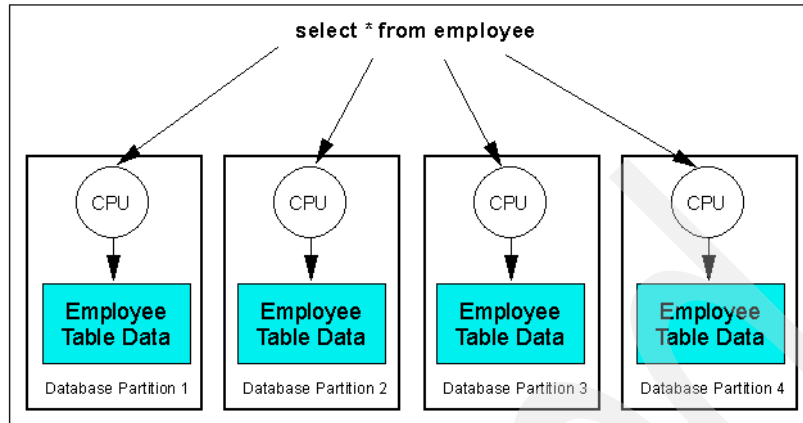 select * from employee
CPU
CPU
CPU
CPU
Employee
Table Data
Employee
Table Data
Employee
Table Data
Employee
Table Data
Database Partition 1
Database Partition 2
Database Partition 3
Database Partition 4